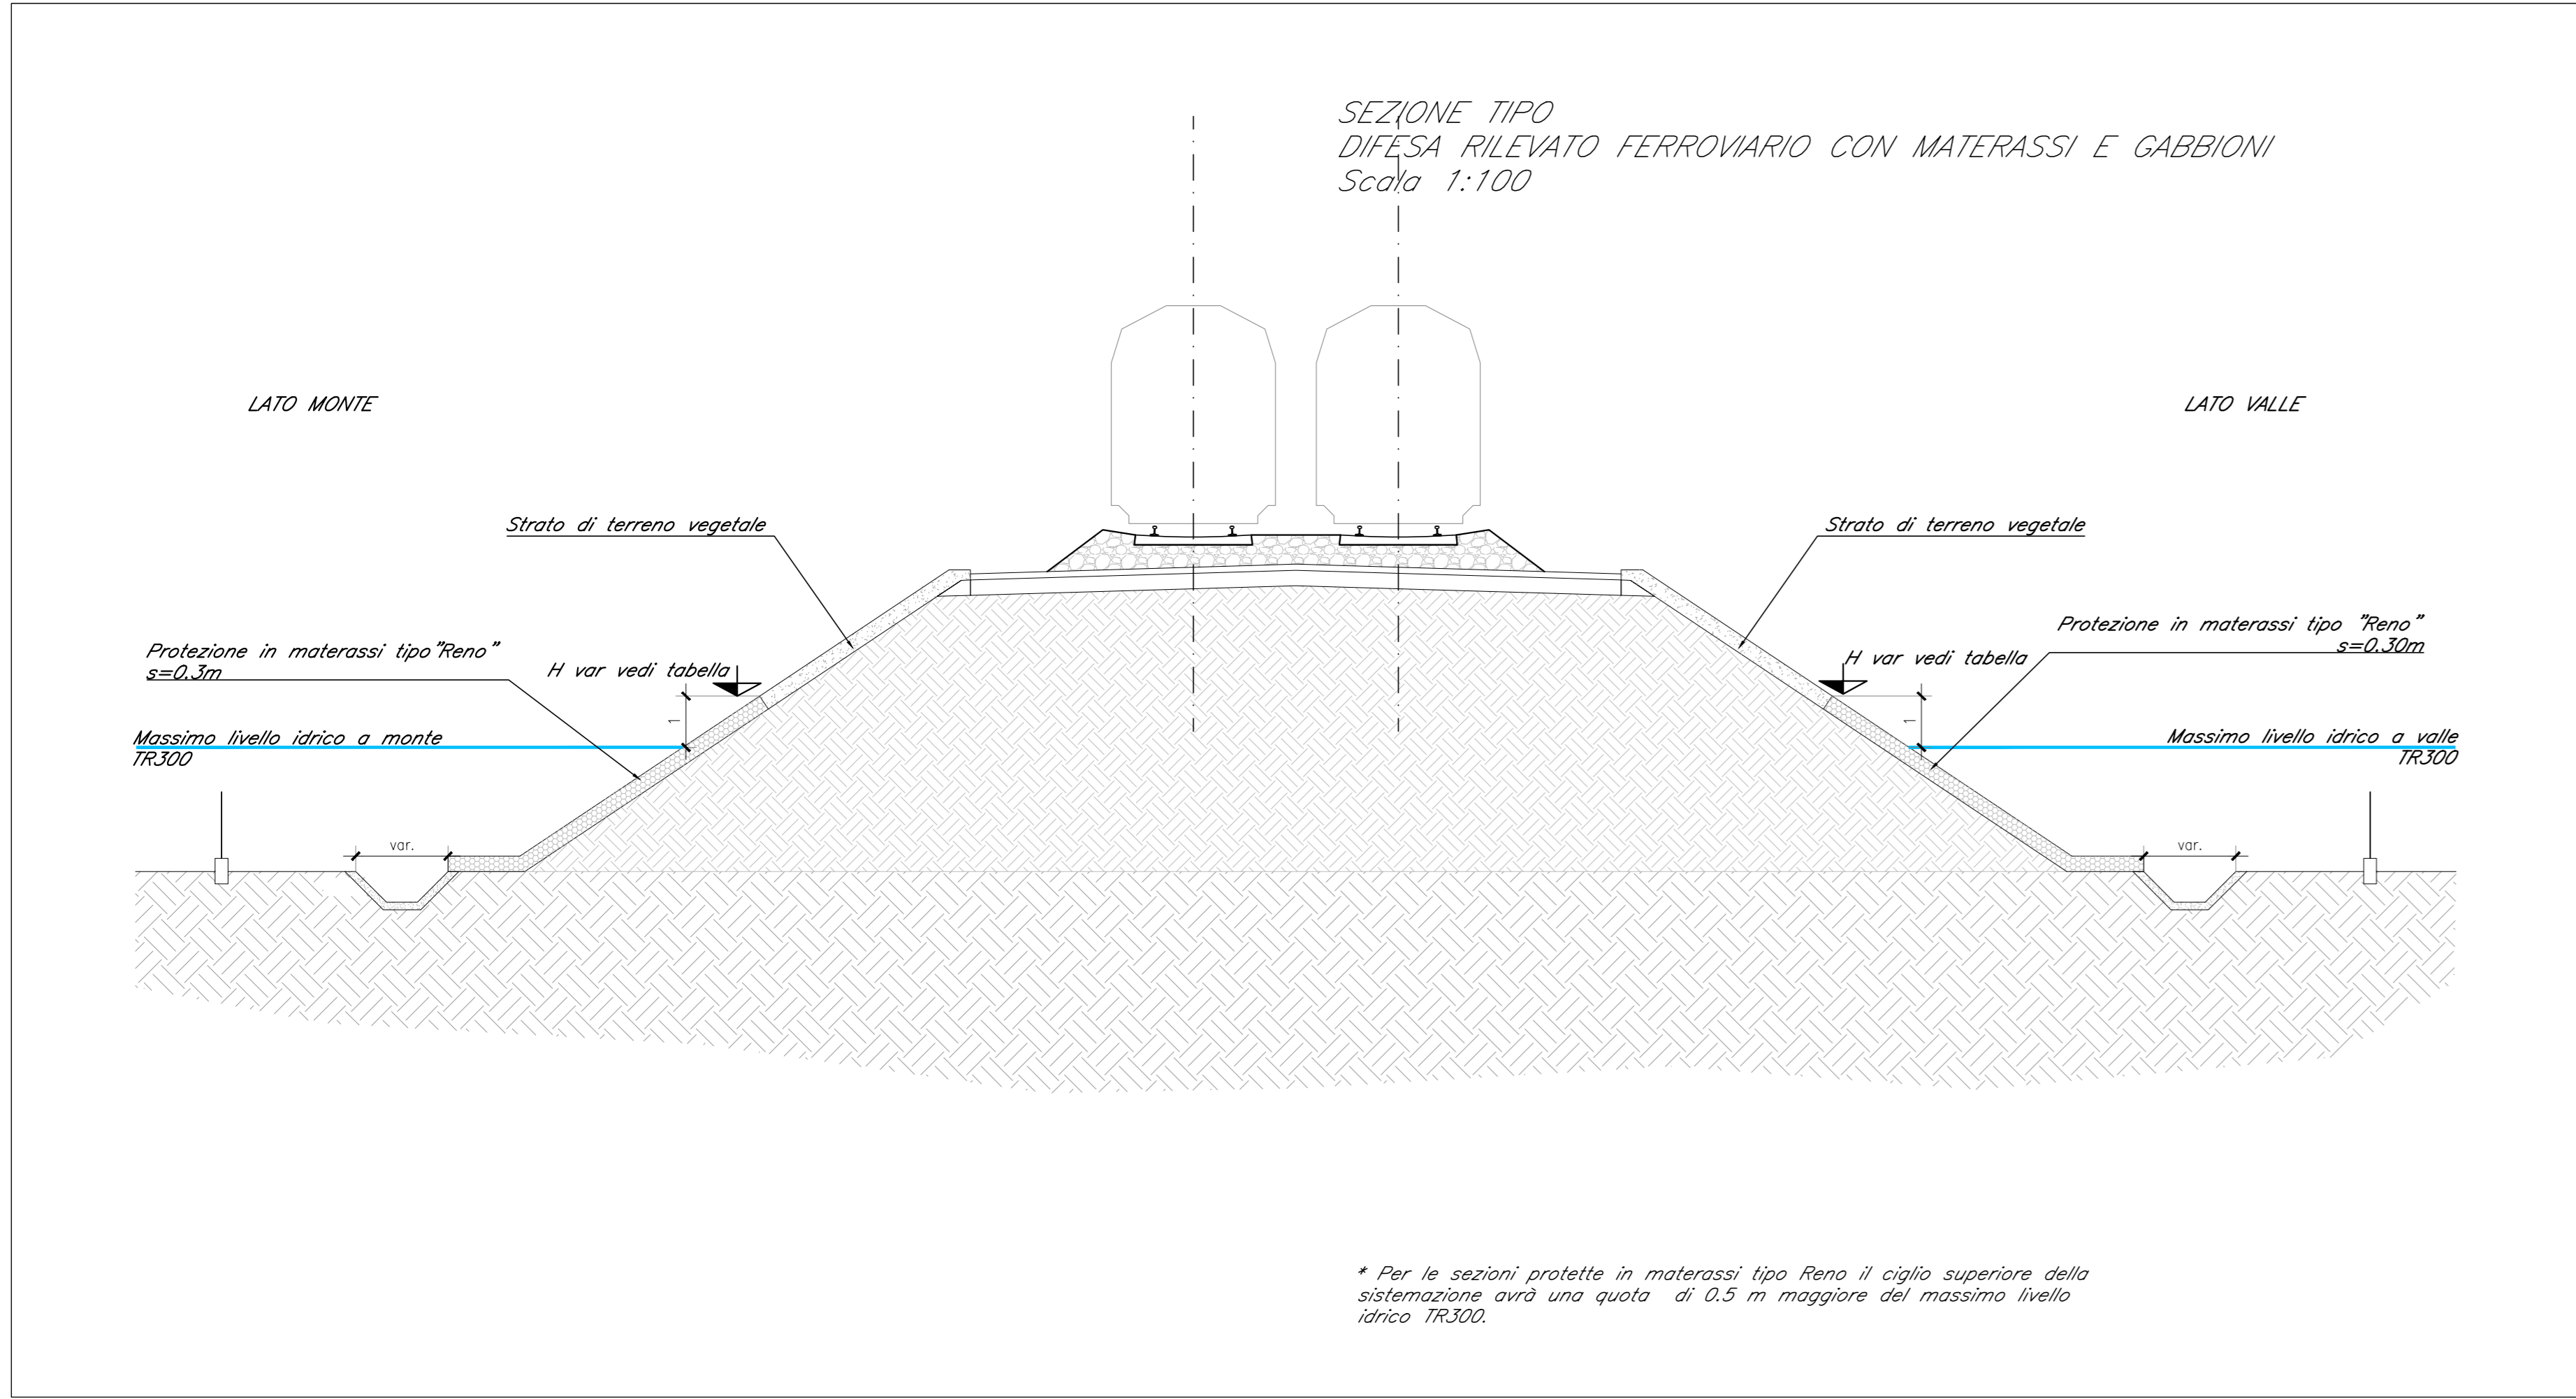 SEZIONE TIPO
DIFESA RILEVATO FERROVIARIO CON MATERASSI E GABBIONI
Scala 1:100
LATO MONTE
LATO VALLE
Strato di terreno vegetale
Strato di terreno vegetale
Protezione in materassi tipo "Reno"
s=0.3m
H var vedi tabella
1
Massimo livello idrico a monte
TR300
var.
Protezione in materassi tipo "Reno"
s=0.30m
H var vedi tabella
1
Massimo livello idrico a valle
TR300
var.
* Per le sezioni protette in materassi tipo Reno il ciglio superiore della
sistemazione avrà una quota di 0.5 m maggiore del massimo livello
idrico TR300.